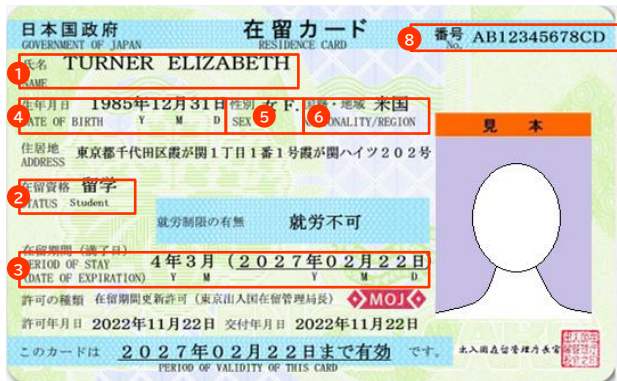 日本国政府 在留カード 番号 AB12345678CD
GOVERNMENT OF JAPAN RESIDENCE CARD No.
8
1
氏名 TURNER ELIZABETH
NAME
4 5 6
生年月日 1985年12月31日 性別 女 F. 国籍・地域 米国
DATE OF BIRTH Y M D SEX NATIONALITY/REGION
見本
住居地 東京都千代田区霞が関1丁目1番1号霞が関ハイツ202号
ADDRESS
2
在留資格 留学
STATUS Student
就労制限の有無 就労不可
3
在留期間(満了日) 4年3月(2027年02月22日)
PERIOD OF STAY Y M Y M D
(DATE OF EXPIRATION)
許可の種類 在留期間更新許可(東京出入国在留管理局長) MOJ
許可年月日 2022年11月22日 交付年月日 2022年11月22日
このカードは 2027年02月22日まで有効 です。
PERIOD OF VALIDITY OF THIS CARD
出入国在留管理庁長官